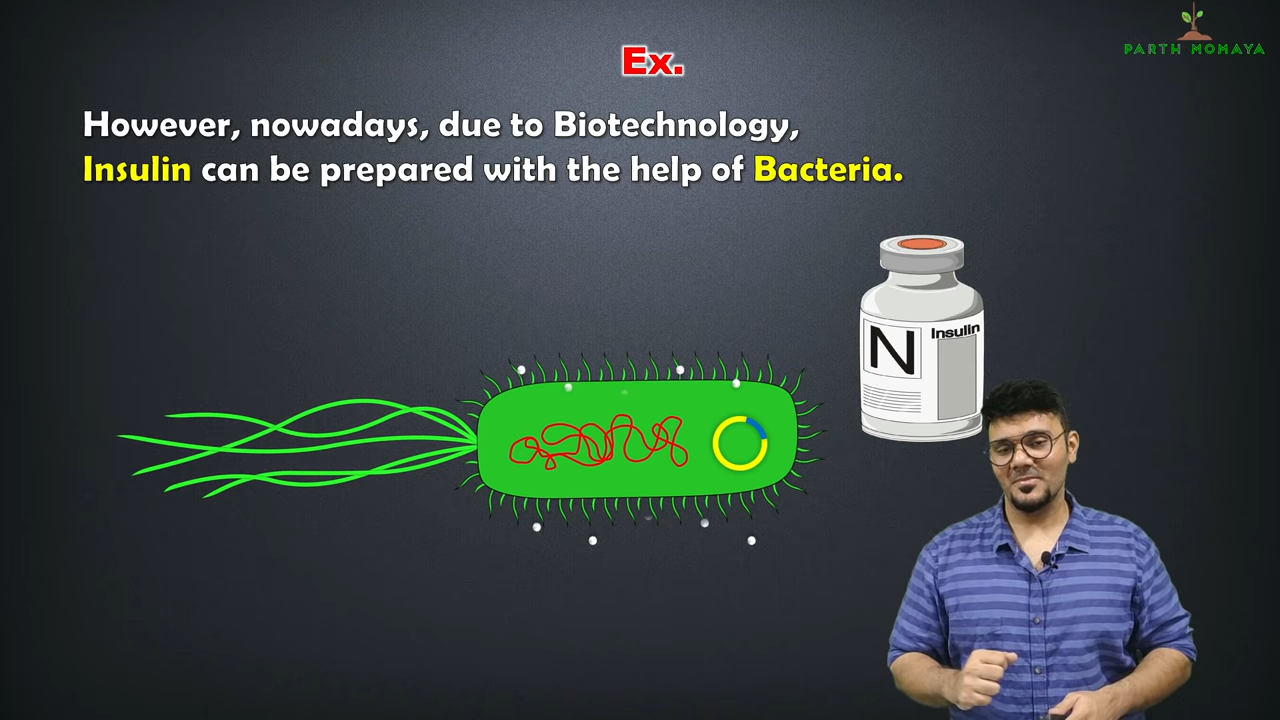 PARTH MOMAYA
Ex.
However, nowadays, due to Biotechnology,
Insulin can be prepared with the help of Bacteria.
N
Insulin